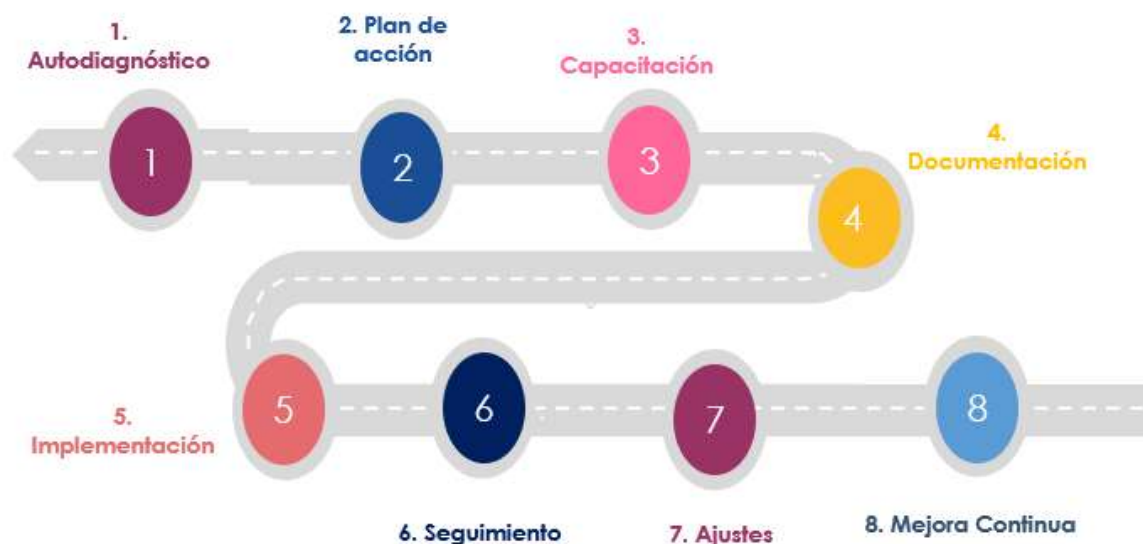 1.
Autodiagnóstico
2. Plan de
acción
3.
Capacitación
4.
Documentación
1
2
3
4
5
6
7
8
5.
Implementación
6. Seguimiento
7. Ajustes
8. Mejora Continua